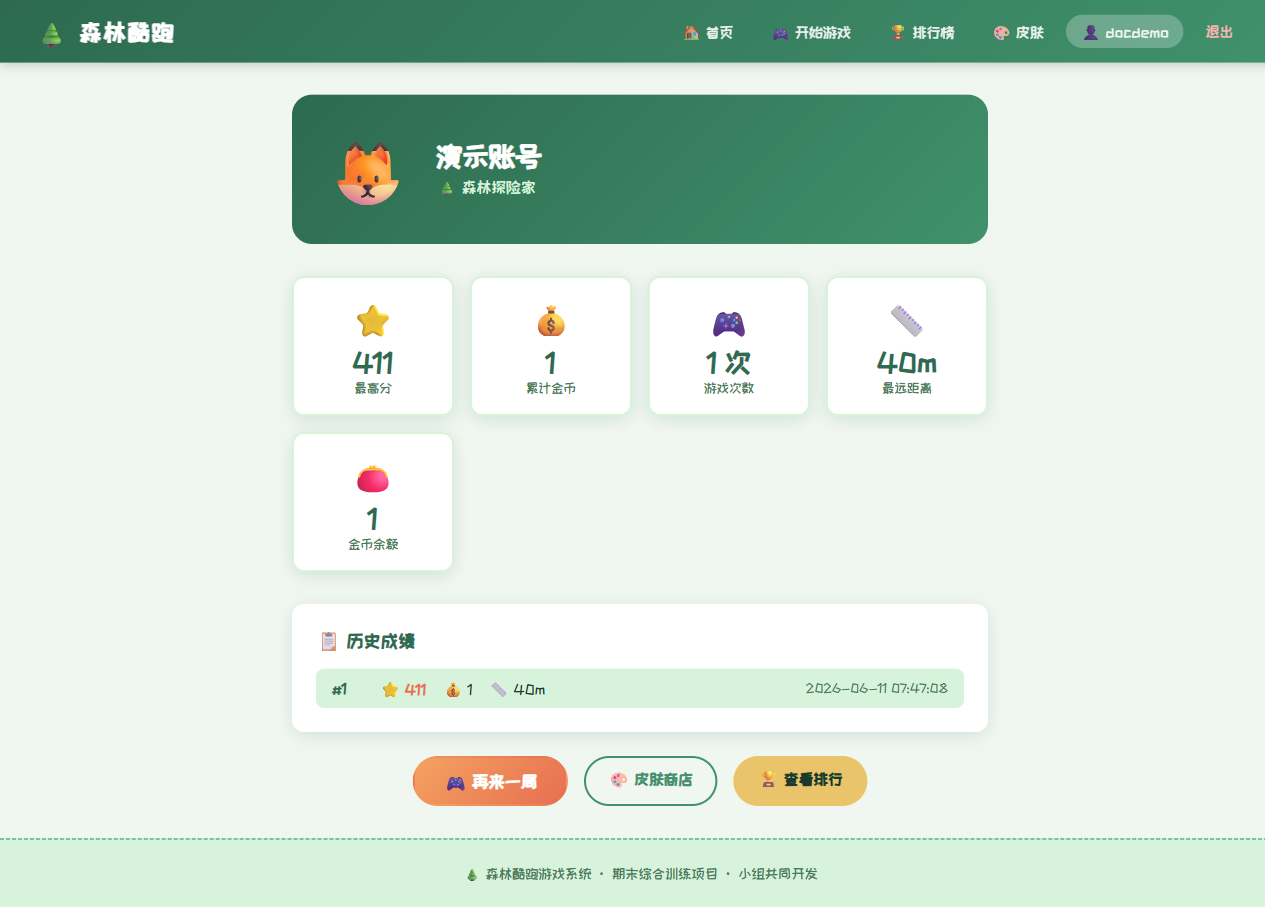 森林酷跑
首页 开始游戏 排行榜 皮肤 docdemo 退出
演示账号
森林探险家
411 1 1 次 40m
最高分 累计金币 游戏次数 最远距离
1
金币余额
历史成绩
#1 411 1 40m 2026-06-11 07:47:08
再来一局 皮肤商店 查看排行
森林酷跑游戏系统 · 期末综合训练项目 · 小组共同开发